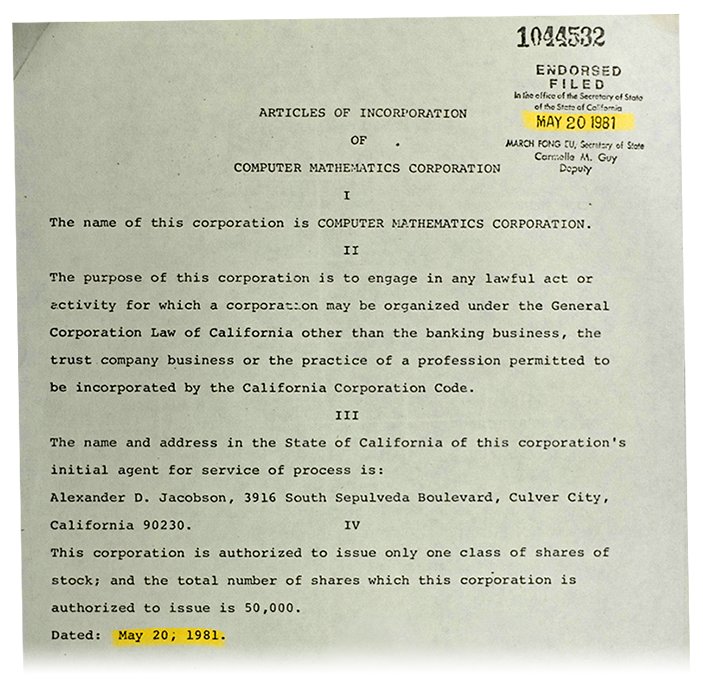 1044532
ENDORSED
FILED
In the office of the Secretary of State
of the State of California
MAY 20 1981
MARCH FONG EU, Secretary of State
Carmelle M. Guy
Deputy
ARTICLES OF INCORPORATION
OF
COMPUTER MATHEMATICS CORPORATION
I
The name of this corporation is COMPUTER MATHEMATICS CORPORATION.
II
The purpose of this corporation is to engage in any lawful act or
activity for which a corporation may be organized under the General
Corporation Law of California other than the banking business, the
trust company business or the practice of a profession permitted to
be incorporated by the California Corporation Code.
III
The name and address in the State of California of this corporation's
initial agent for service of process is:
Alexander D. Jacobson, 3916 South Sepulveda Boulevard, Culver City,
California 90230.
IV
This corporation is authorized to issue only one class of shares of
stock; and the total number of shares which this corporation is
authorized to issue is 50,000.
Dated: May 20, 1981.